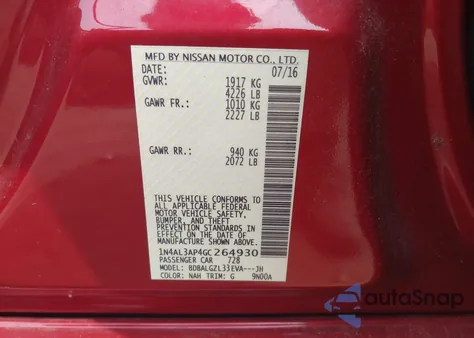 MFD BY NISSAN MOTOR CO., LTD.
DATE: 07/16
GVWR: 1917 KG
4226 LB
GAWR FR.: 1010 KG
2227 LB
GAWR RR.: 940 KG
2072 LB
THIS VEHICLE CONFORMS TO
ALL APPLICABLE FEDERAL
MOTOR VEHICLE SAFETY,
BUMPER, AND THEFT
PREVENTION STANDARDS
IN EFFECT ON THE DATE OF
MANUFACTURE SHOWN ABOVE.
1N4AL3AP4GC264930
PASSENGER CAR 728
MODEL: BDBALGZL33EVA---JH
COLOR: NAH TRIM: G 9N00A
autoSnap